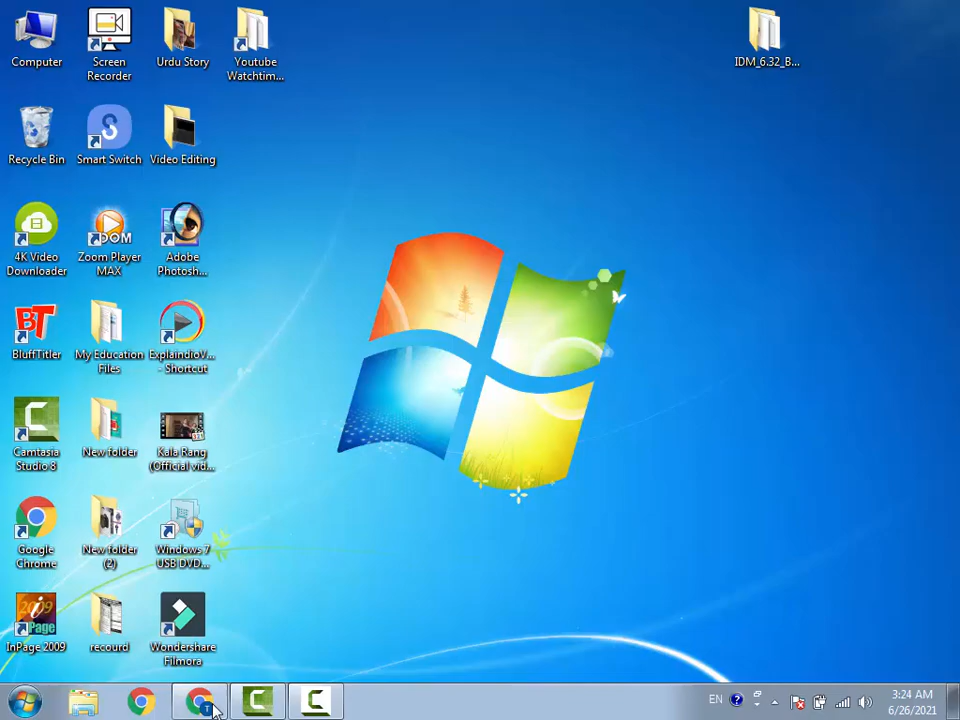 Computer
Screen
Recorder
Urdu Story
Youtube
Watchtim...
IDM_6.32_B...
Recycle Bin
Smart Switch
Video Editing
4K Video
Downloader
Zoom Player
MAX
Adobe
Photosh...
BluffTitler
My Education
Files
ExplaindioV...
- Shortcut
Camtasia
Studio 8
New folder
Kala Rang
(Official vid...
Google
Chrome
New folder
(2)
Windows 7
USB DVD...
InPage 2009
recourd
Wondershare
Filmora
EN
3:24 AM
6/26/2021